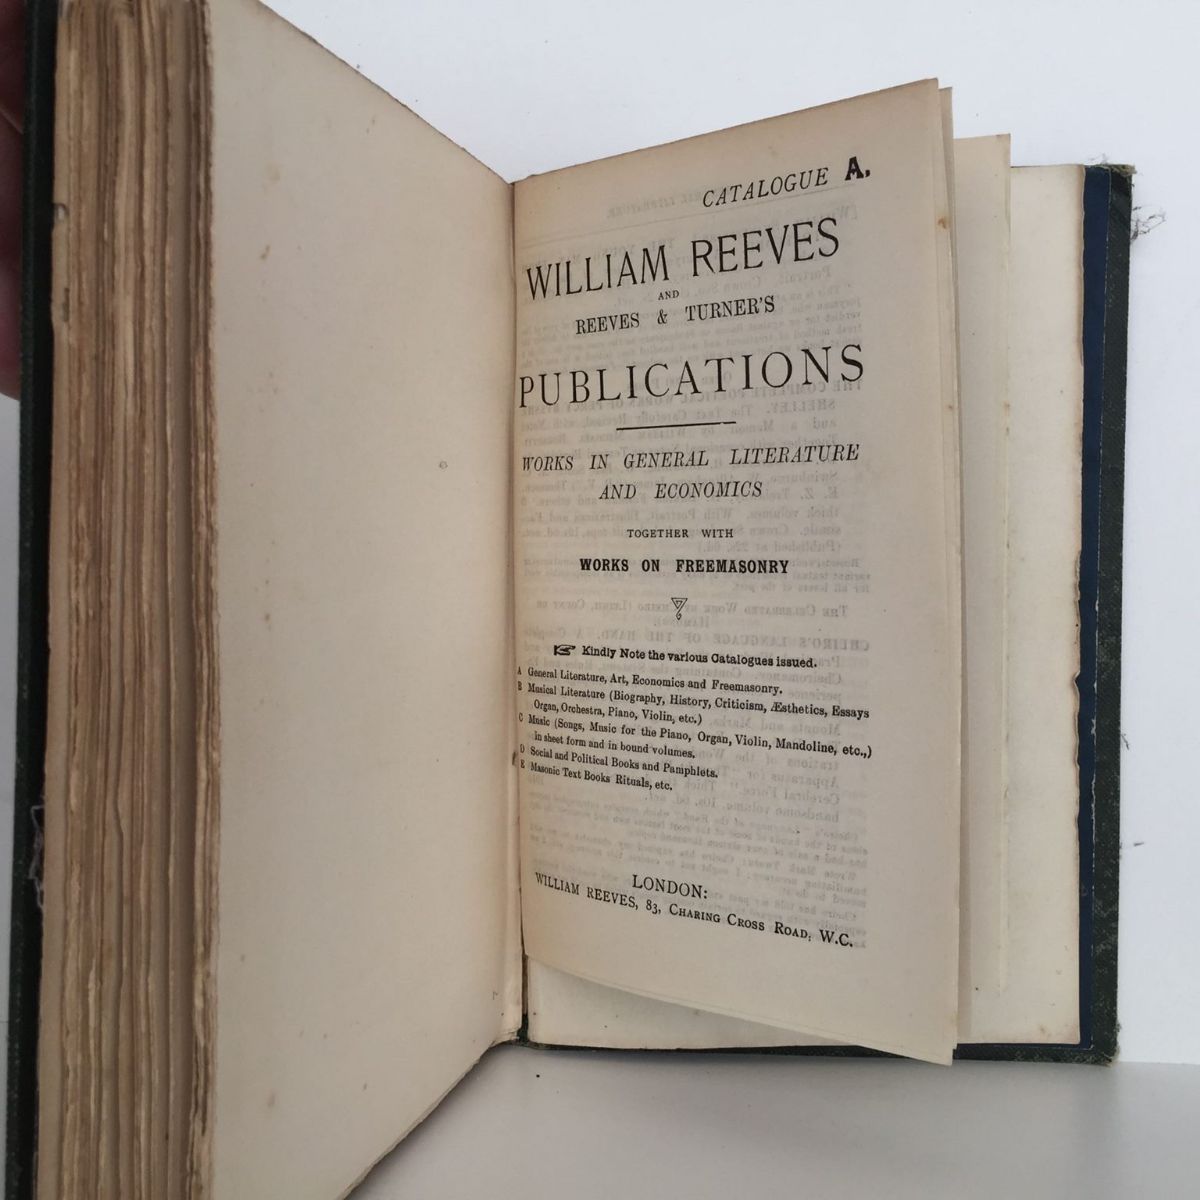 CATALOGUE A.
WILLIAM REEVES
AND
REEVES & TURNER'S
PUBLICATIONS
WORKS IN GENERAL LITERATURE
AND ECONOMICS
TOGETHER WITH
WORKS ON FREEMASONRY
Kindly Note the various Catalogues issued.
A General Literature, Art, Economics and Freemasonry.
B Musical Literature (Biography, History, Criticism, Æsthetics, Essays
Organ, Orchestra, Piano, Violin, etc.)
C Music (Songs, Music for the Piano, Organ, Violin, Mandoline, etc.,)
in sheet form and in bound volumes.
D Social and Political Books and Pamphlets.
E Masonic Text Books Rituals, etc.
LONDON:
WILLIAM REEVES, 83, CHARING CROSS ROAD, W.C.